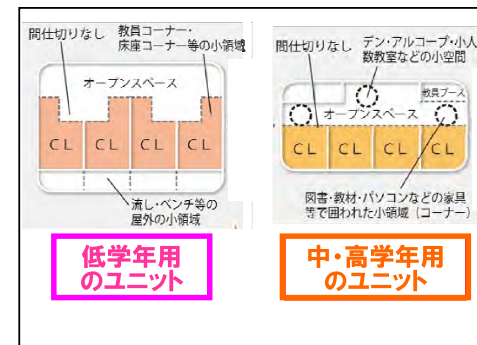 間仕切りなし
教員コーナー・
床座コーナー等の小領域
オープンスペース
CL CL CL CL
流し・ベンチ等の
屋外の小領域
低学年用
のユニット
間仕切りなし
デン・アルコーブ・小人
数教室などの小空間
教員ブース
オープンスペース
CL CL CL CL
図書・教材・パソコンなどの家具
等で囲われた小領域（コーナー）
中・高学年用
のユニット